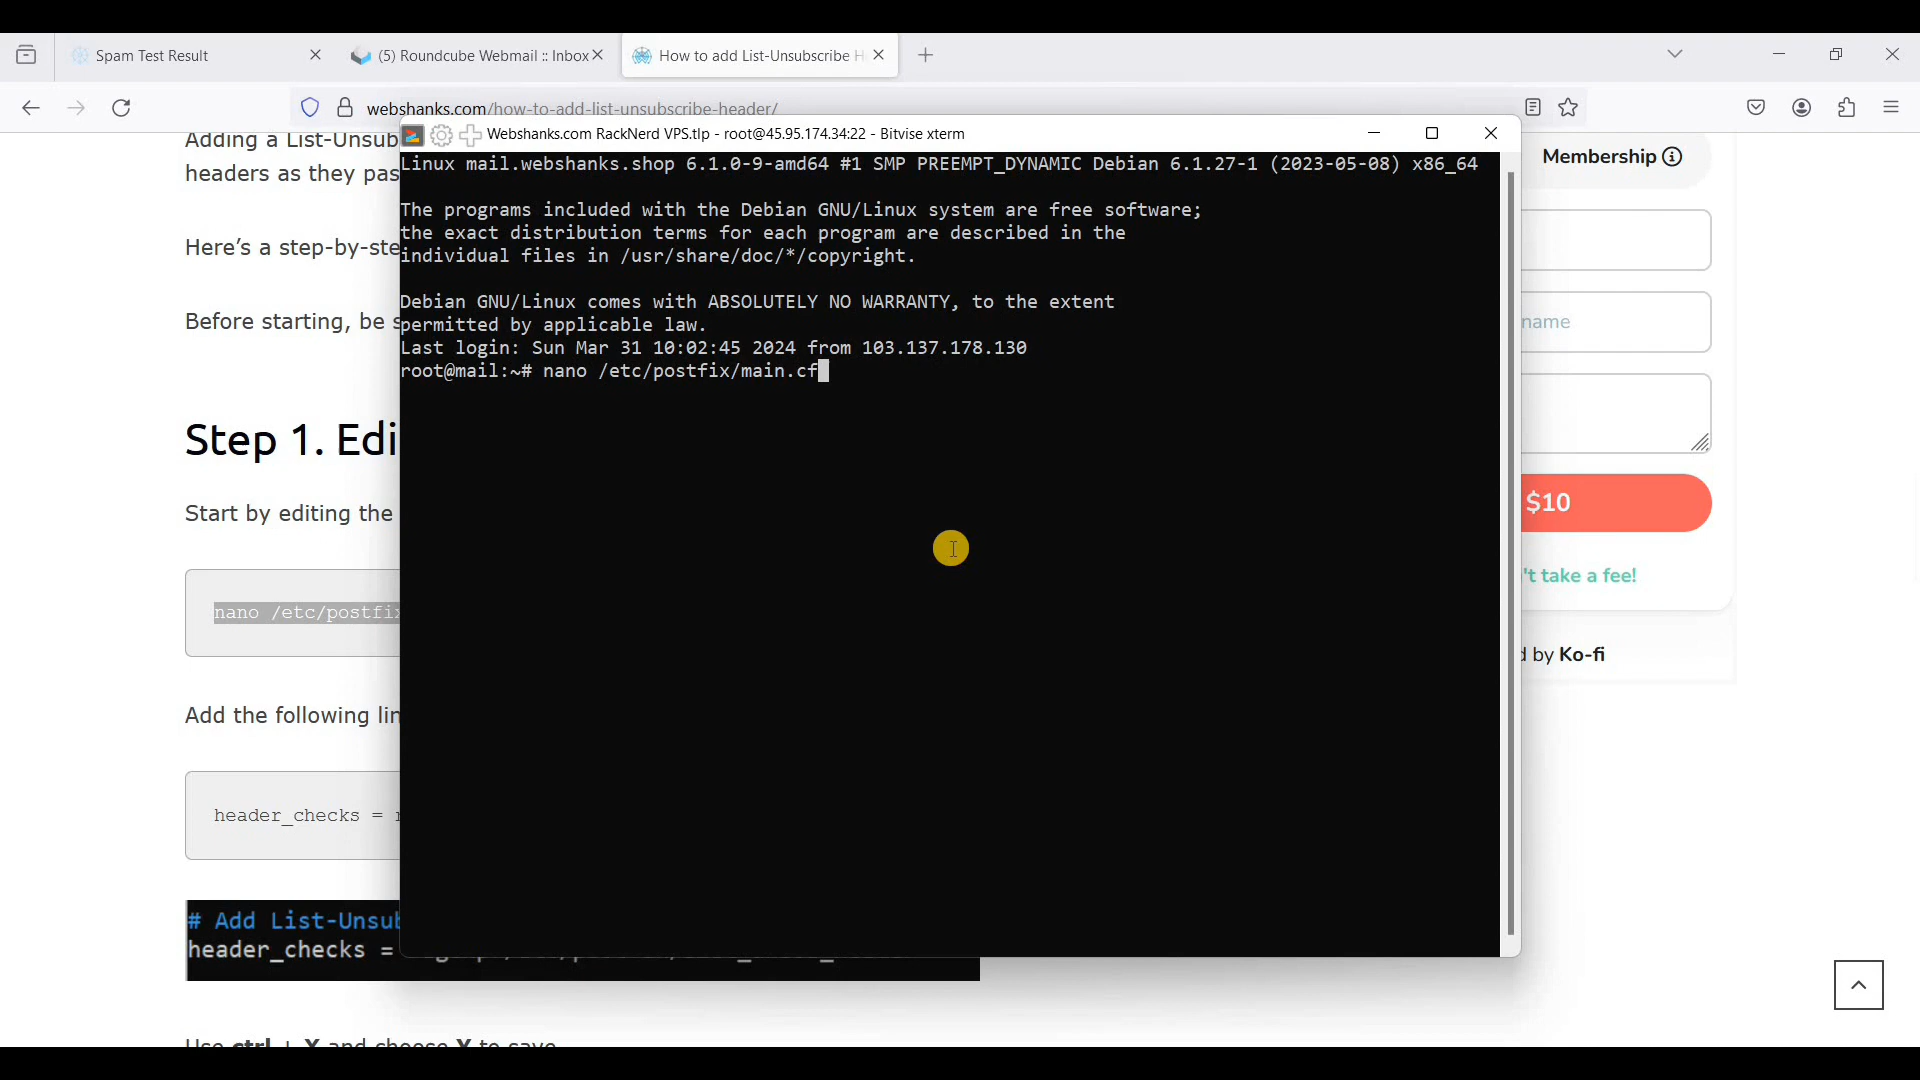 Spam Test Result
(5) Roundcube Webmail :: Inbox
How to add List-Unsubscribe H
webshanks.com/how-to-add-list-unsubscribe-header/
Adding a List-Unsub
headers as they pas
Here's a step-by-ste
Before starting, be s
Step 1. Edi
Start by editing the
nano /etc/postfix
Add the following lin
header_checks = r
# Add List-Unsub
header_checks =
Use ctrl + X and choose Y to save
Webshanks.com RackNerd VPS.tlp - root@45.95.174.34:22 - Bitvise xterm
Linux mail.webshanks.shop 6.1.0-9-amd64 #1 SMP PREEMPT_DYNAMIC Debian 6.1.27-1 (2023-05-08) x86_64
The programs included with the Debian GNU/Linux system are free software;
the exact distribution terms for each program are described in the
individual files in /usr/share/doc/*/copyright.
Debian GNU/Linux comes with ABSOLUTELY NO WARRANTY, to the extent
permitted by applicable law.
Last login: Sun Mar 31 10:02:45 2024 from 103.137.178.130
root@mail:~# nano /etc/postfix/main.cf
Membership
name
$10
't take a fee!
d by Ko-fi